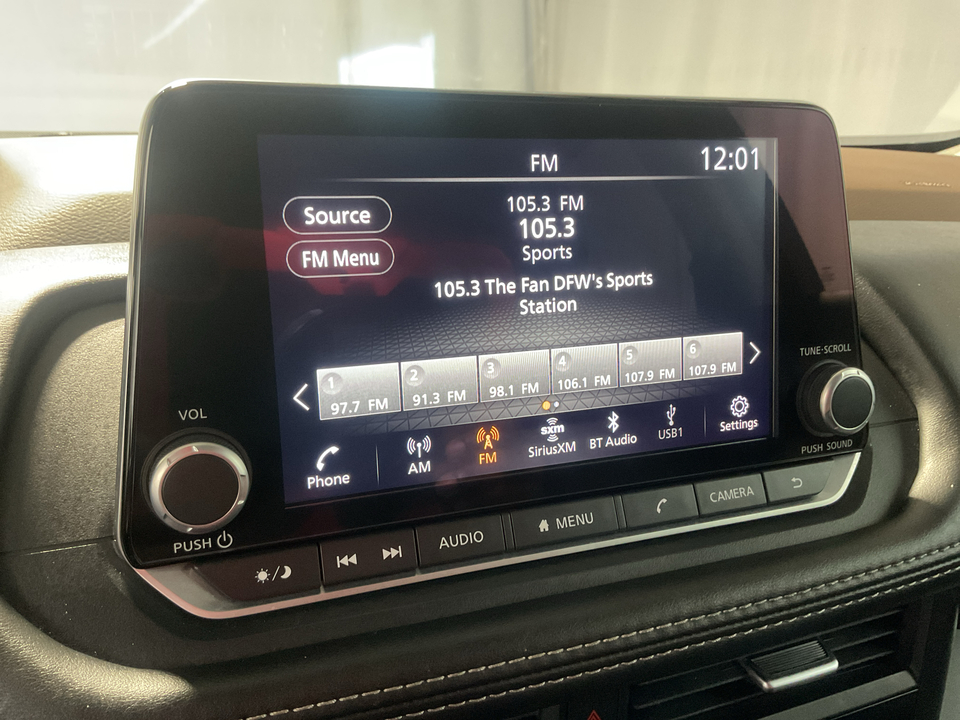 FM
12:01
Source
105.3 FM
105.3
FM Menu
Sports
105.3 The Fan DFW's Sports
Station
1
97.7 FM
2
91.3 FM
3
98.1 FM
4
106.1 FM
5
107.9 FM
6
107.9 FM
Phone
AM
FM
sxm
SiriusXM
BT Audio
USB1
Settings
VOL
PUSH
TUNE·SCROLL
PUSH SOUND
AUDIO
MENU
CAMERA